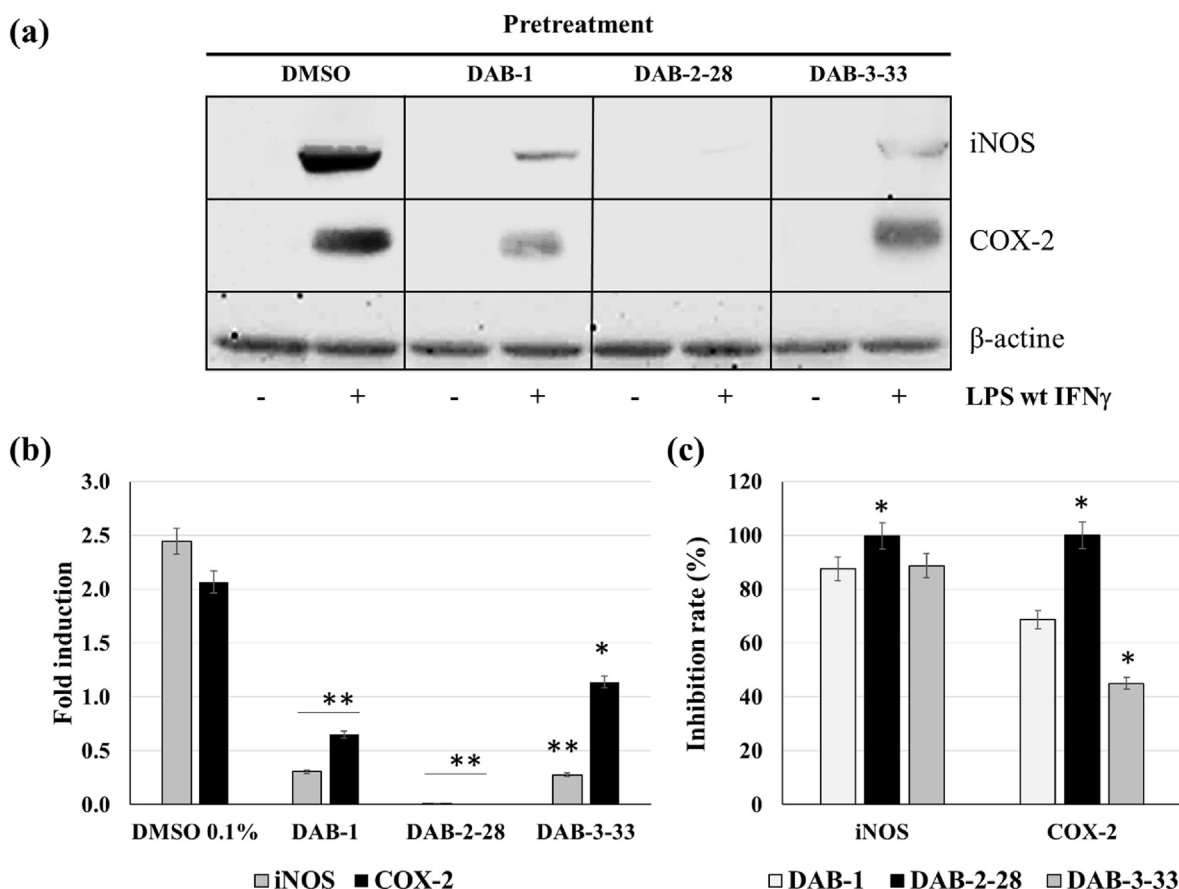 (a)
Pretreatment
DMSO DAB-1 DAB-2-28 DAB-3-33
iNOS
COX-2
β-actine
- + - + - + - + LPS wt IFNγ
(b)
3.0
2.5
2.0
1.5
1.0
0.5
0.0
Fold induction
** ** ** *
DMSO 0.1% DAB-1 DAB-2-28 DAB-3-33
iNOS COX-2
(c)
120
100
80
60
40
20
0
Inhibition rate (%)
* * *
iNOS COX-2
DAB-1 DAB-2-28 DAB-3-33